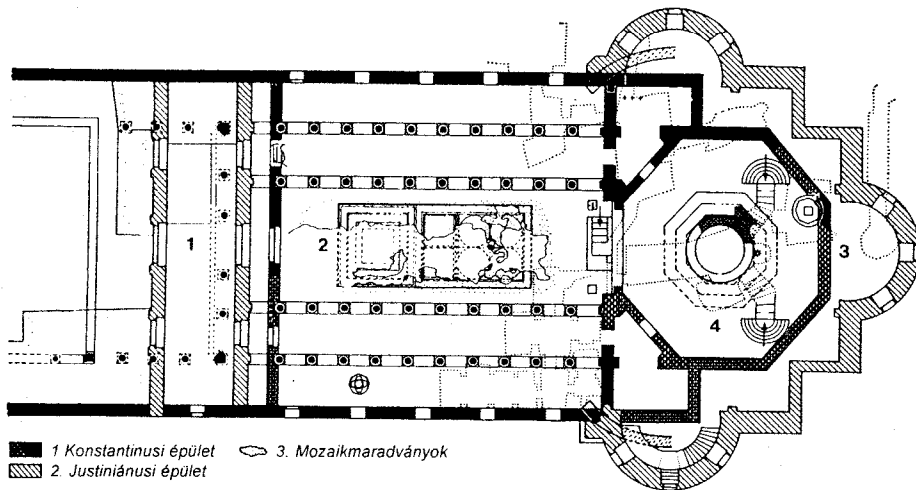 1
2
3
4
1 Konstantinusi épület
3. Mozaikmaradványok
2. Justiniánusi épület